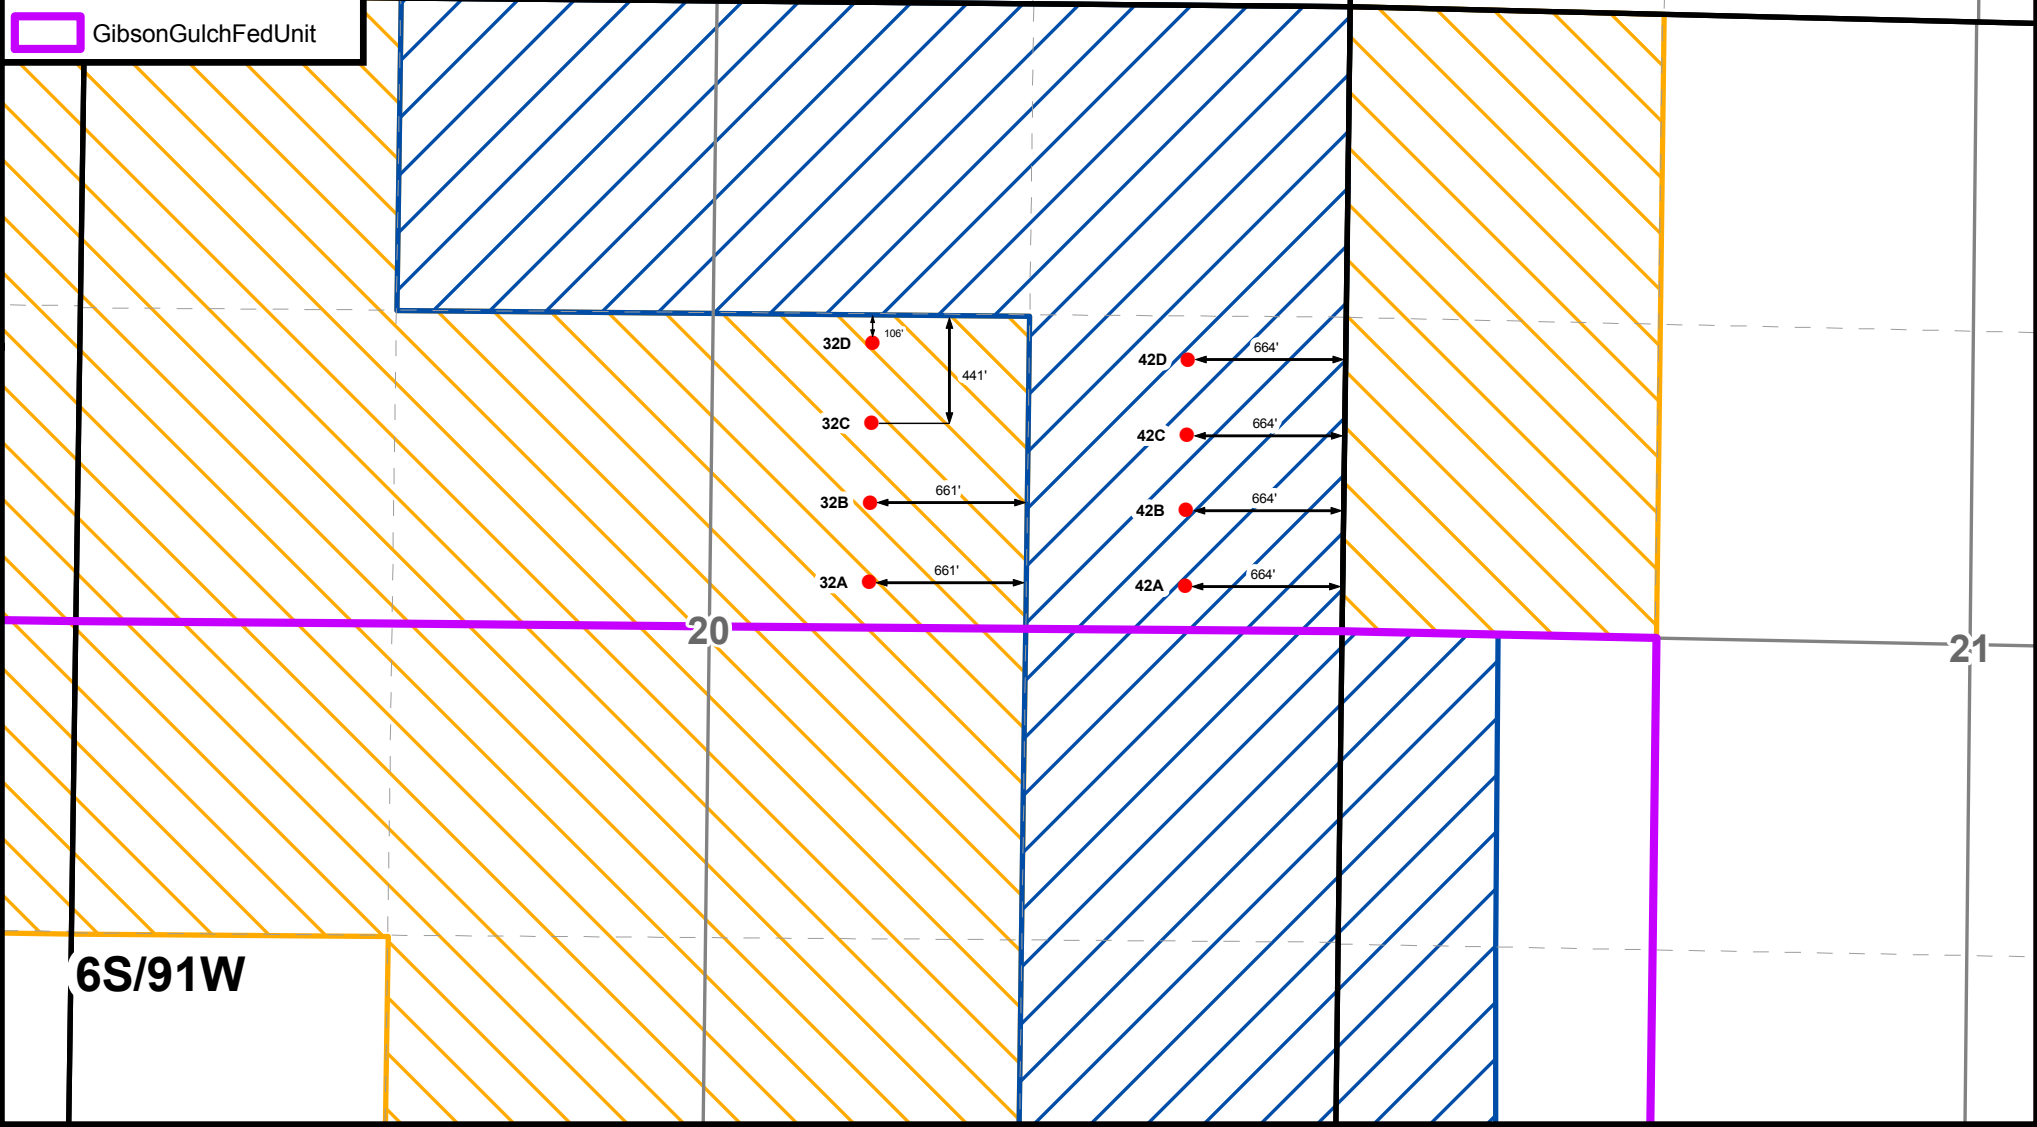 GibsonGulchFedUnit
32D
106'
441'
42D
664'
32C
42C
664'
32B
661'
42B
664'
32A
661'
42A
664'
20
21
6S/91W